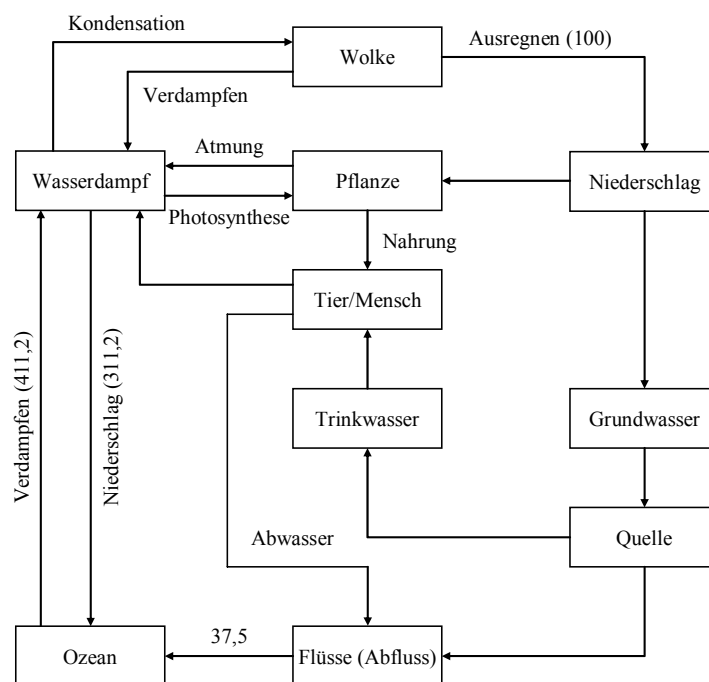 Kondensation
Wolke
Ausregnen (100)
Verdampfen
Atmung
Wasserdampf
Pflanze
Niederschlag
Photosynthese
Nahrung
Tier/Mensch
Verdampfen (411,2)
Niederschlag (311,2)
Trinkwasser
Grundwasser
Abwasser
Quelle
37,5
Ozean
Flüsse (Abfluss)